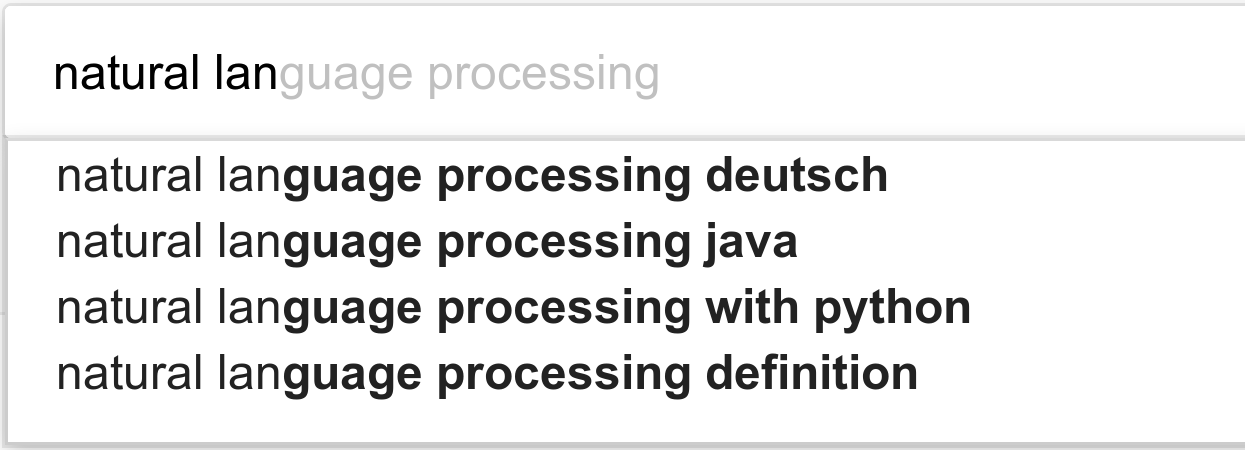 natural language processing
natural language processing deutsch
natural language processing java
natural language processing with python
natural language processing definition